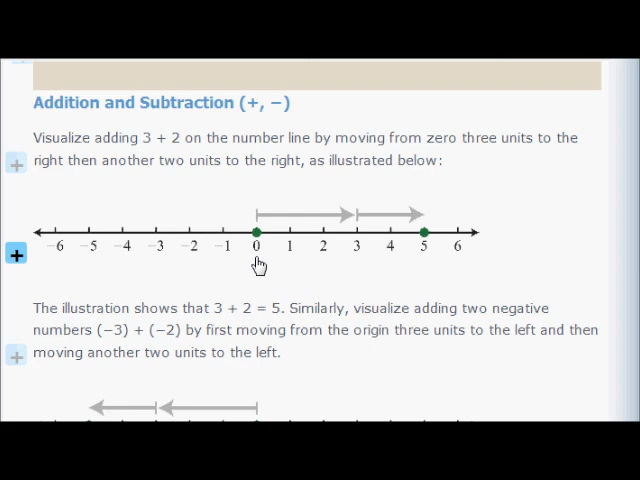 Addition and Subtraction (+, −)
Visualize adding 3 + 2 on the number line by moving from zero three units to the
right then another two units to the right, as illustrated below:
−6 −5 −4 −3 −2 −1 0 1 2 3 4 5 6
The illustration shows that 3 + 2 = 5. Similarly, visualize adding two negative
numbers (−3) + (−2) by first moving from the origin three units to the left and then
moving another two units to the left.